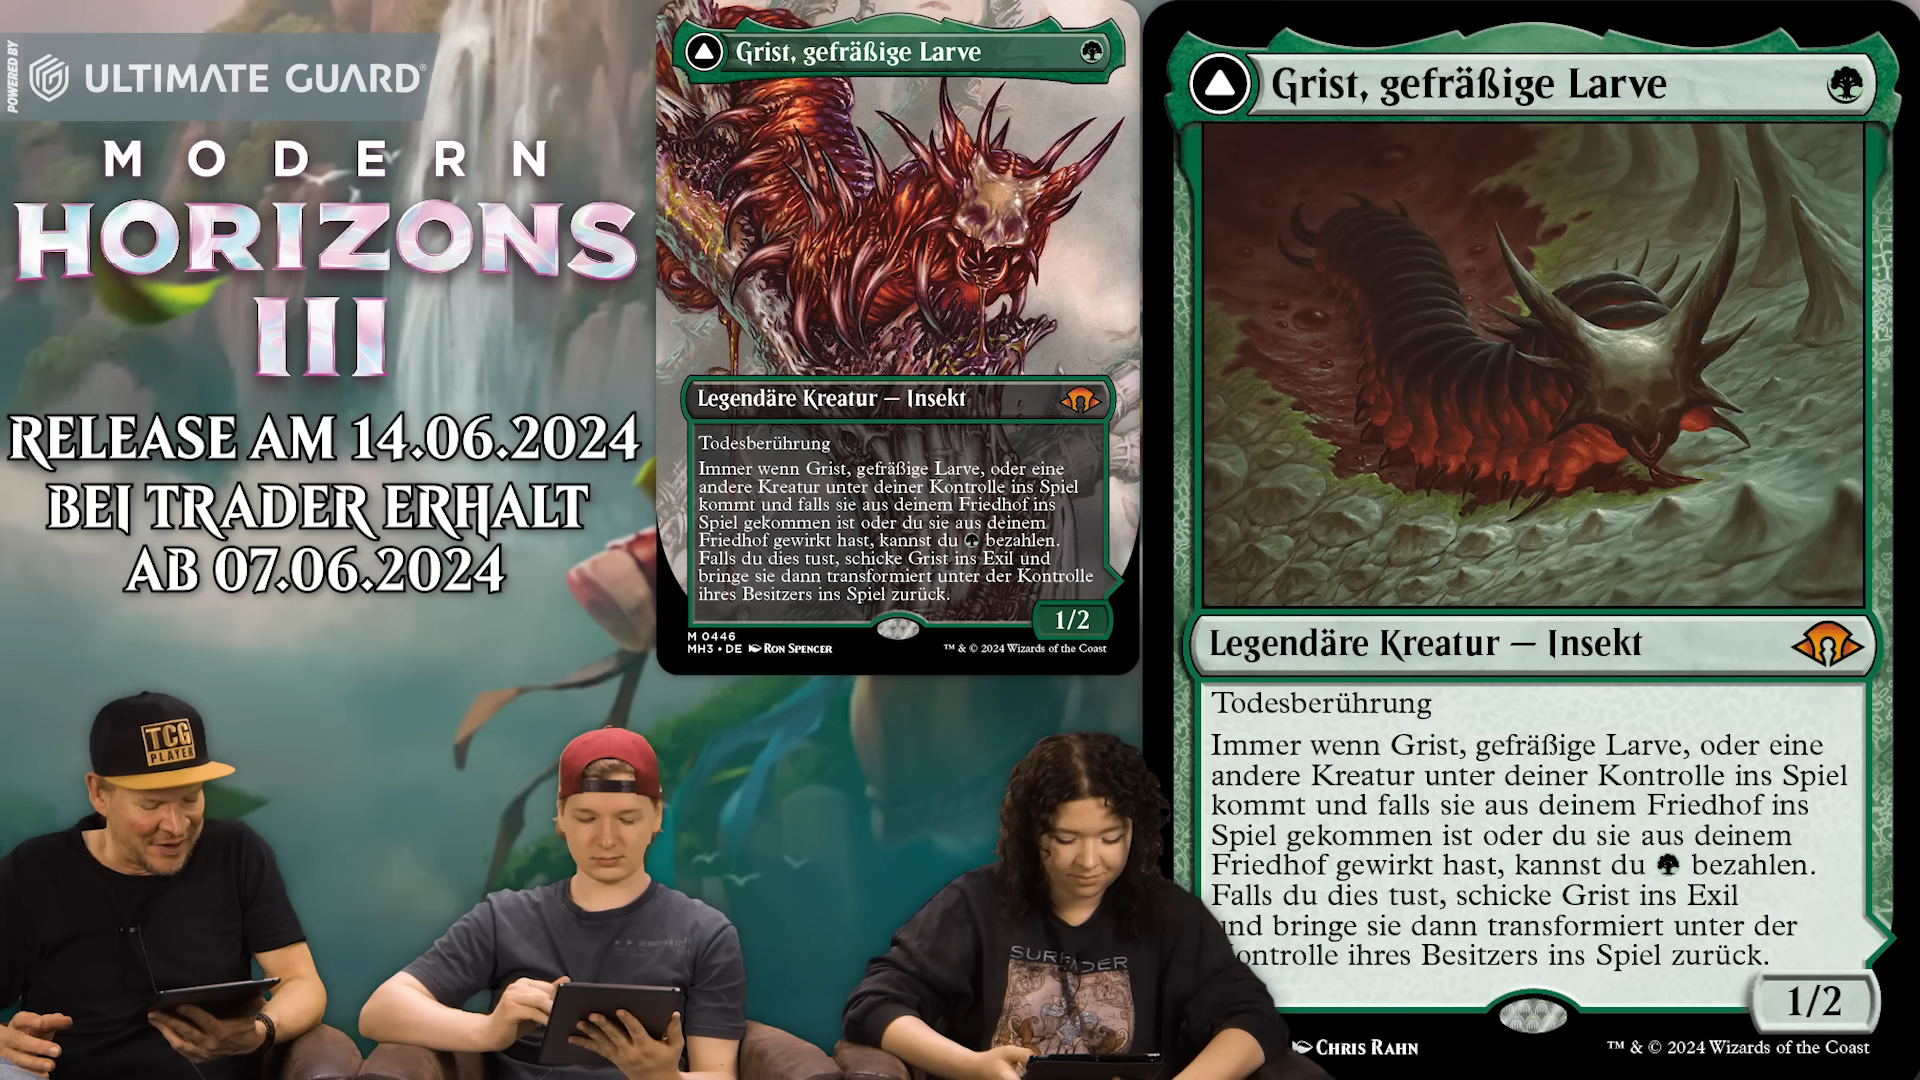 POWERED BY
ULTIMATE GUARD®
MODERN
HORIZONS
III
RELEASE AM 14.06.2024
BEI TRADER ERHALT
AB 07.06.2024
Grist, gefräßige Larve
Legendäre Kreatur — Insekt
Todesberührung
Immer wenn Grist, gefräßige Larve, oder eine
andere Kreatur unter deiner Kontrolle ins Spiel
kommt und falls sie aus deinem Friedhof ins
Spiel gekommen ist oder du sie aus deinem
Friedhof gewirkt hast, kannst du bezahlen.
Falls du dies tust, schicke Grist ins Exil und
bringe sie dann transformiert unter der Kontrolle
ihres Besitzers ins Spiel zurück.
1/2
M 0446
MH3 • DE RON SPENCER
™ & © 2024 Wizards of the Coast
Grist, gefräßige Larve
Legendäre Kreatur — Insekt
Todesberührung
Immer wenn Grist, gefräßige Larve, oder eine
andere Kreatur unter deiner Kontrolle ins Spiel
kommt und falls sie aus deinem Friedhof ins
Spiel gekommen ist oder du sie aus deinem
Friedhof gewirkt hast, kannst du bezahlen.
Falls du dies tust, schicke Grist ins Exil
und bringe sie dann transformiert unter der
Kontrolle ihres Besitzers ins Spiel zurück.
1/2
CHRIS RAHN
™ & © 2024 Wizards of the Coast
TCG
PLAYER